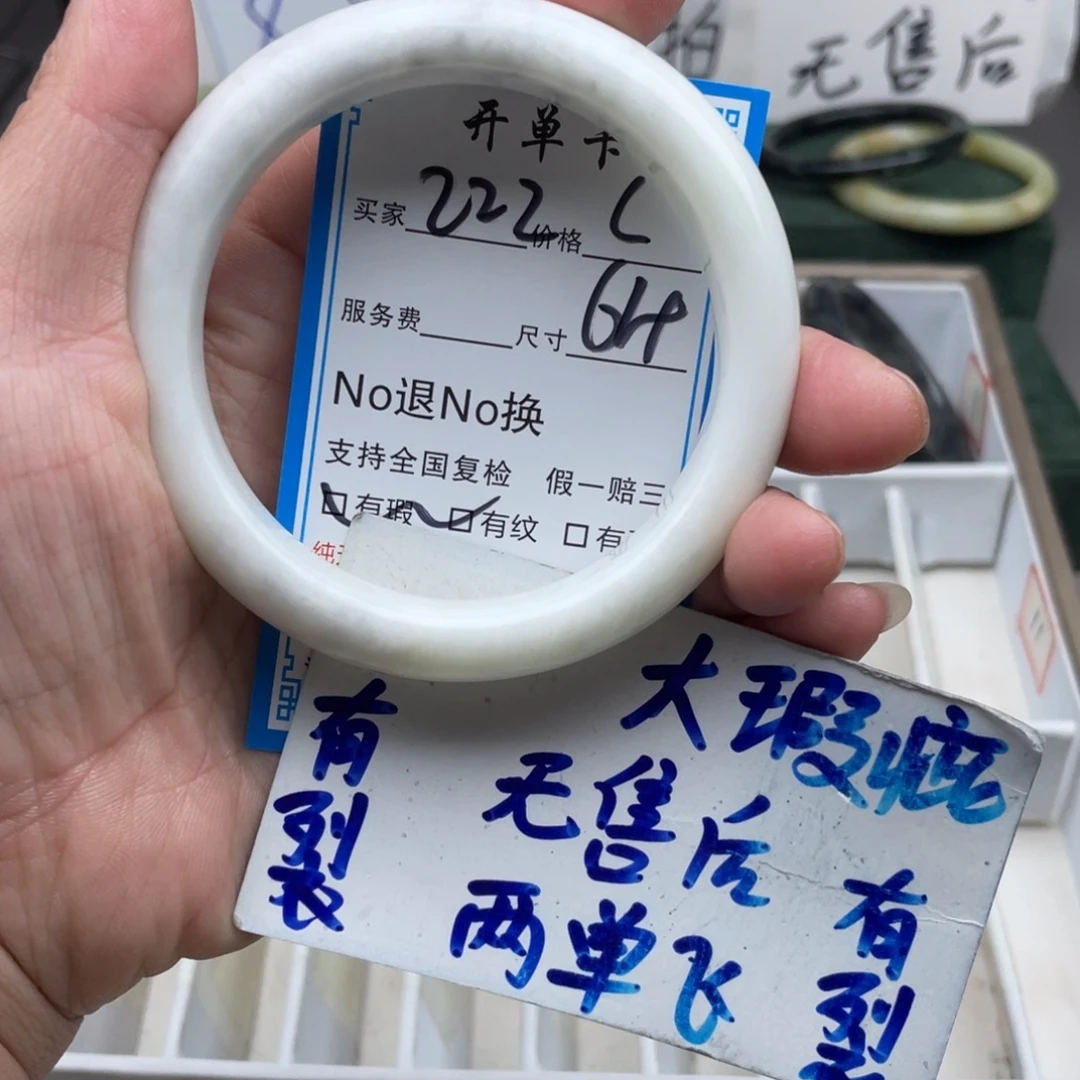 拍
无售后
开单卡
买家 222 价格
服务费 尺寸 64
No退No换
支持全国复检 假一赔三
□有瑕 □有纹 □有
纯
大瑕疵
无售后
两单飞
有裂
有裂